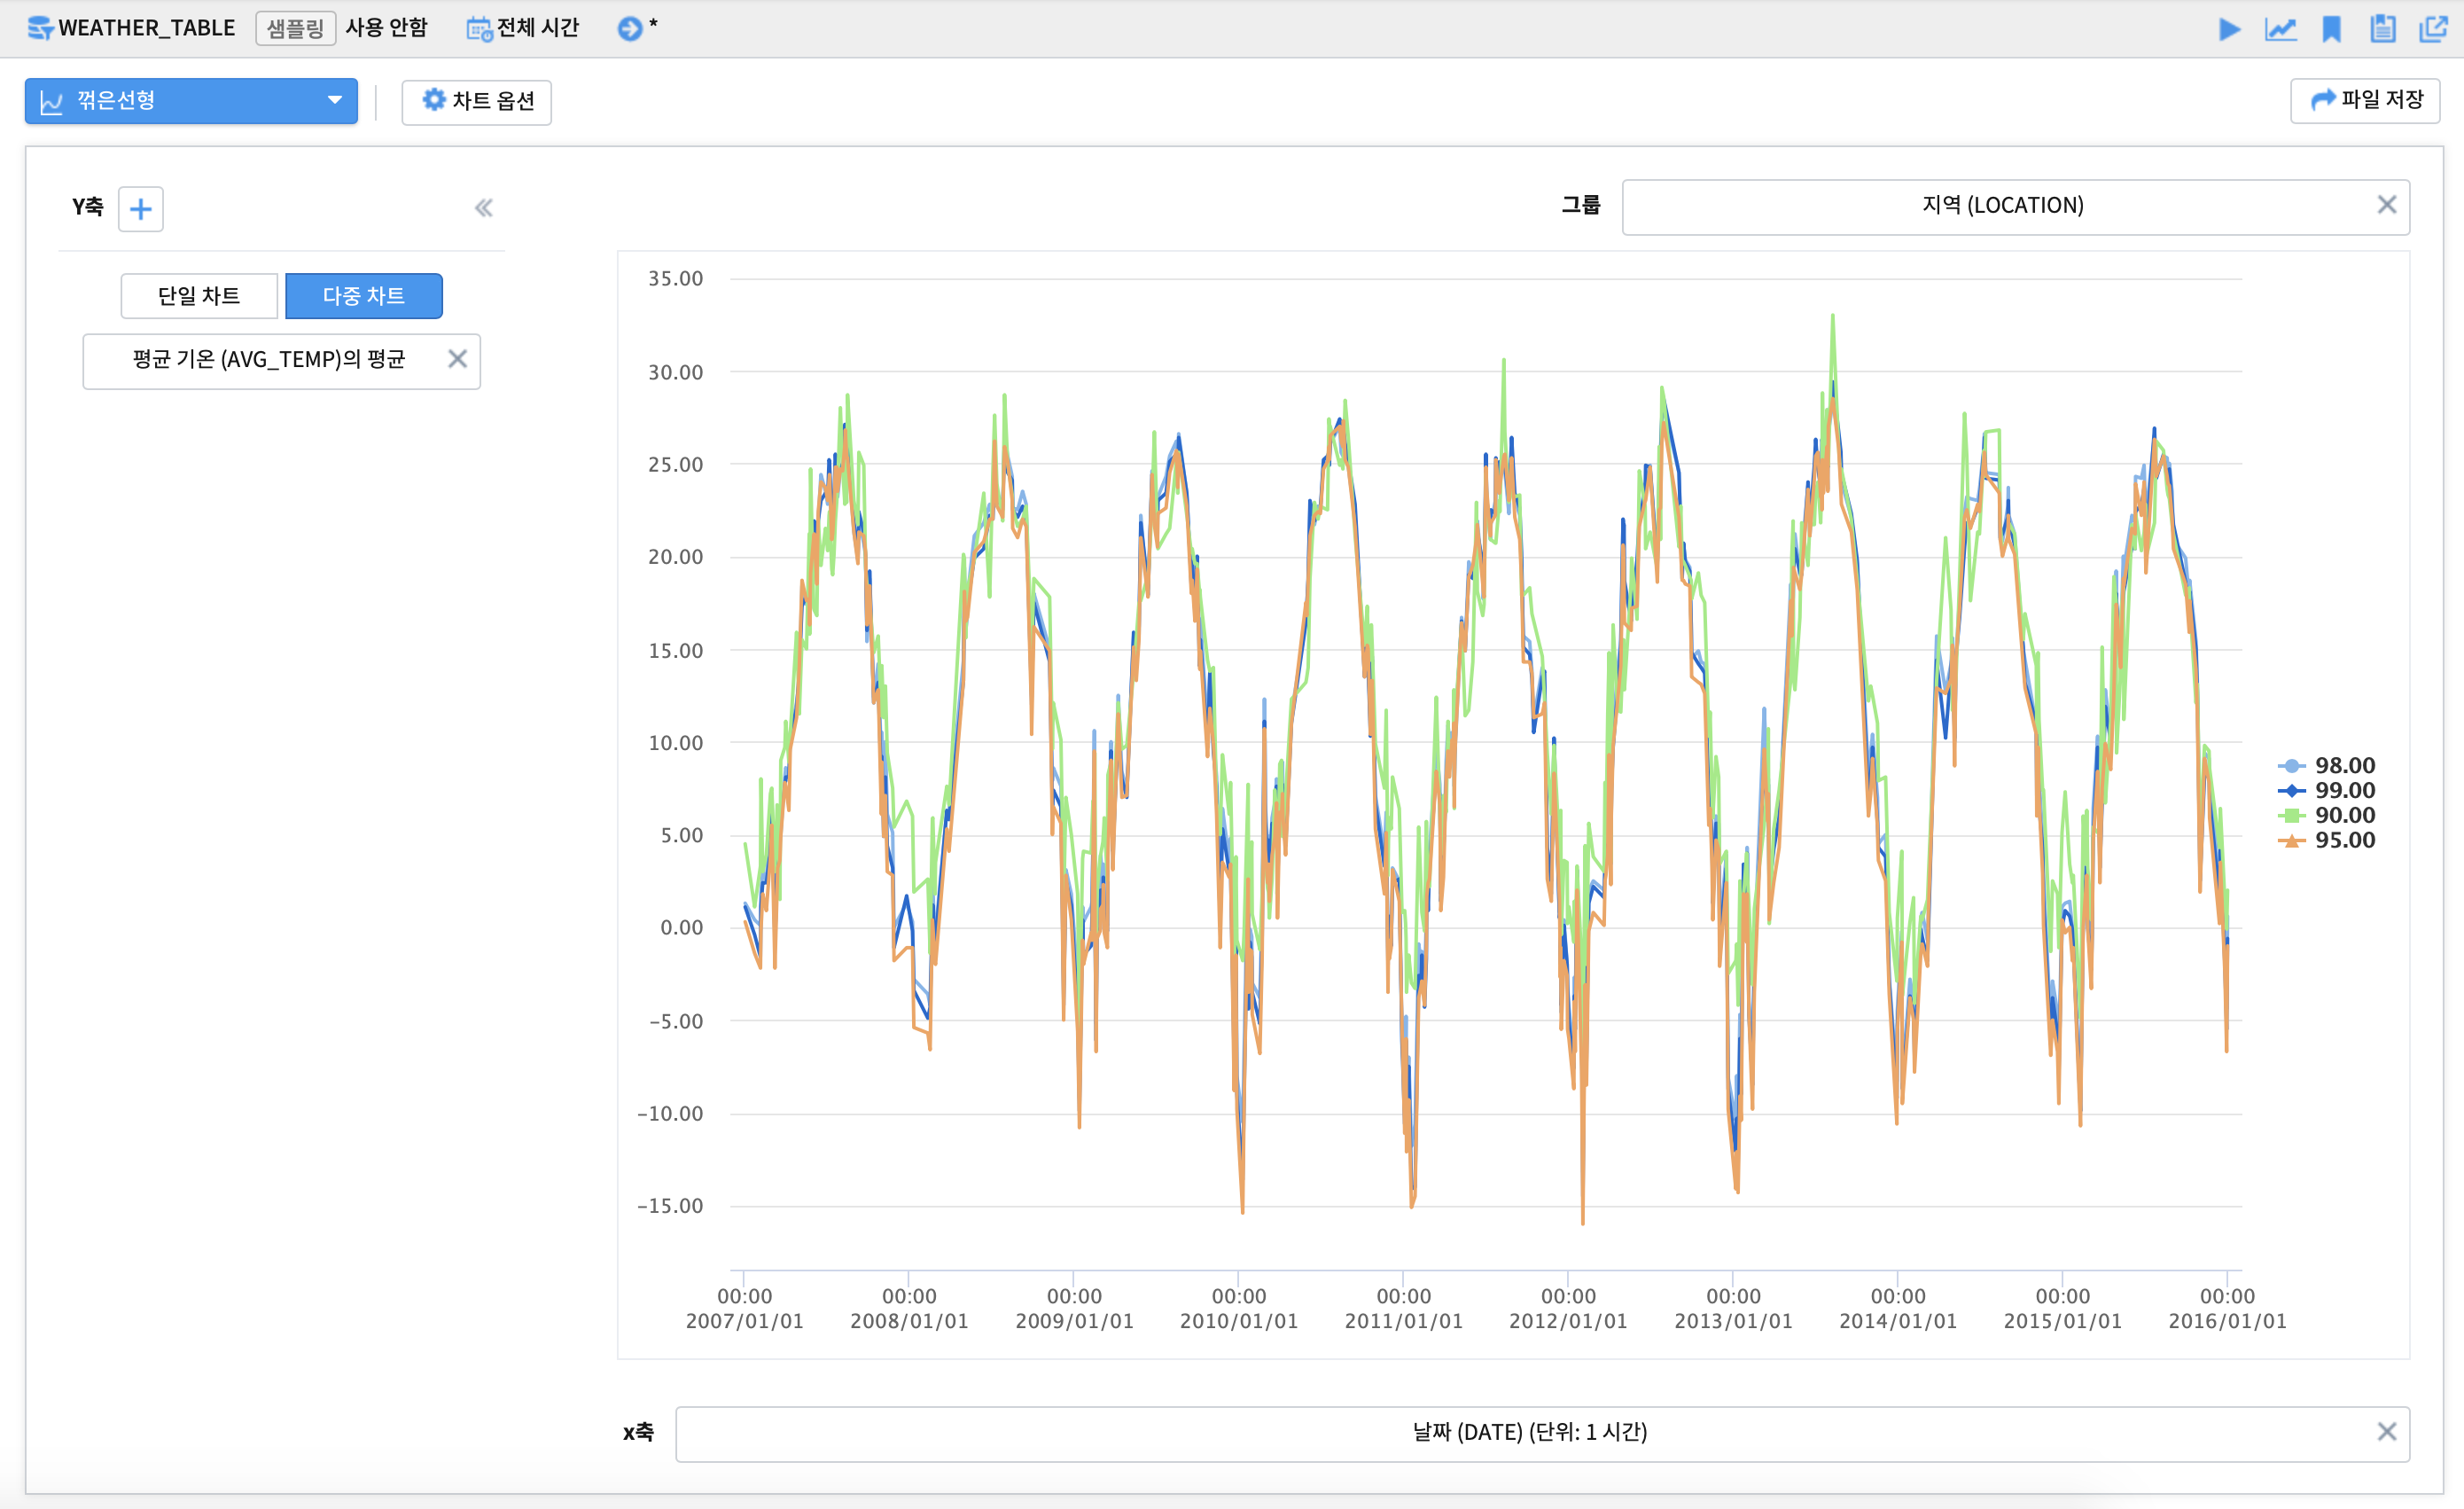 WEATHER_TABLE 샘플링 사용 안함 전체 시간 *
꺾은선형 차트 옵션 파일 저장
Y축
그룹 지역 (LOCATION)
단일 차트 다중 차트
평균 기온 (AVG_TEMP)의 평균
35.00
30.00
25.00
20.00
15.00
10.00
5.00
0.00
−5.00
−10.00
−15.00
98.00
99.00
90.00
95.00
00:00 00:00 00:00 00:00 00:00 00:00 00:00 00:00 00:00 00:00
2007/01/01 2008/01/01 2009/01/01 2010/01/01 2011/01/01 2012/01/01 2013/01/01 2014/01/01 2015/01/01 2016/01/01
x축 날짜 (DATE) (단위: 1 시간)